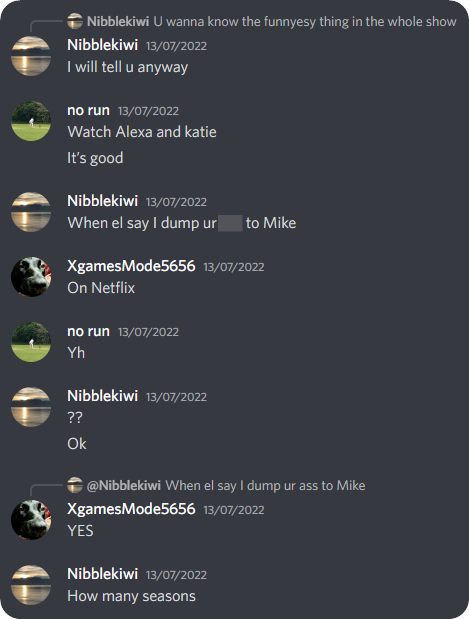 Nibblekiwi U wanna know the funnyesy thing in the whole show
Nibblekiwi 13/07/2022
I will tell u anyway
no run 13/07/2022
Watch Alexa and katie
It's good
Nibblekiwi 13/07/2022
When el say I dump ur to Mike
XgamesMode5656 13/07/2022
On Netflix
no run 13/07/2022
Yh
Nibblekiwi 13/07/2022
??
Ok
@Nibblekiwi When el say I dump ur ass to Mike
XgamesMode5656 13/07/2022
YES
Nibblekiwi 13/07/2022
How many seasons